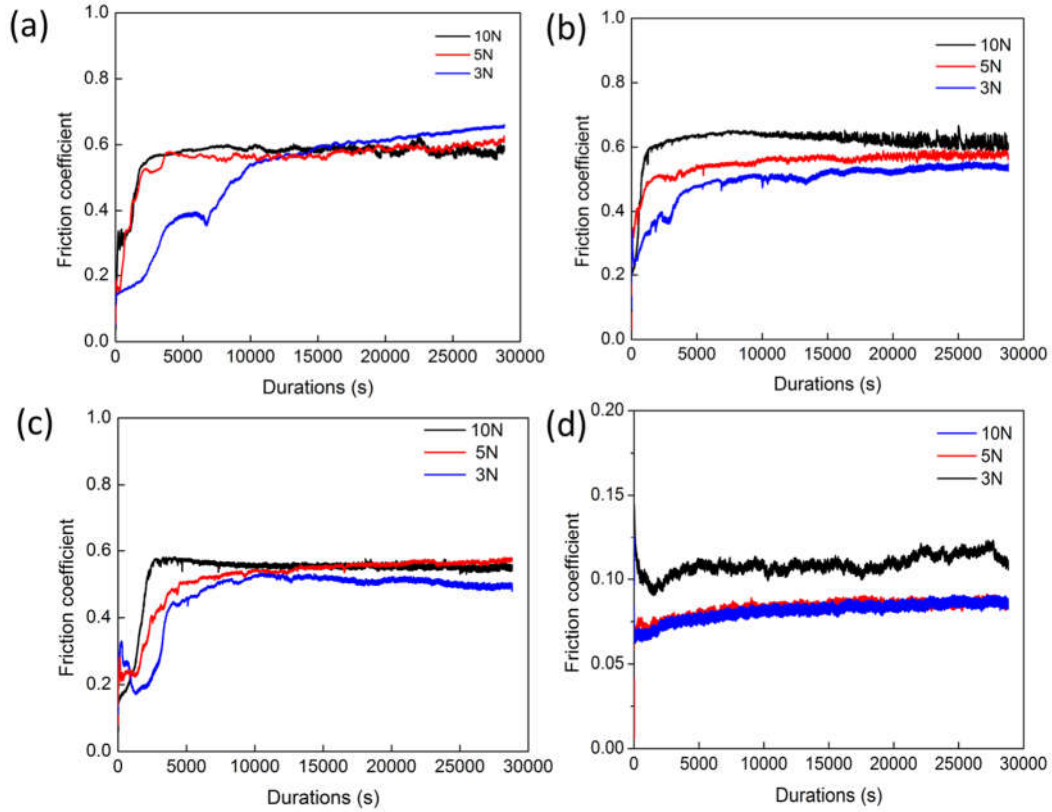 (a)
1.0
0.8
0.6
0.4
0.2
0.0
Friction coefficient
10N
5N
3N
0 5000 10000 15000 20000 25000 30000
Durations (s)
(b)
1.0
0.8
0.6
0.4
0.2
0.0
Friction coefficient
10N
5N
3N
0 5000 10000 15000 20000 25000 30000
Durations (s)
(c)
1.0
0.8
0.6
0.4
0.2
0.0
Friction coefficient
10N
5N
3N
0 5000 10000 15000 20000 25000 30000
Durations (s)
(d)
0.20
0.15
0.10
0.05
0.00
Friction coefficient
10N
5N
3N
0 5000 10000 15000 20000 25000 30000
Durations (s)